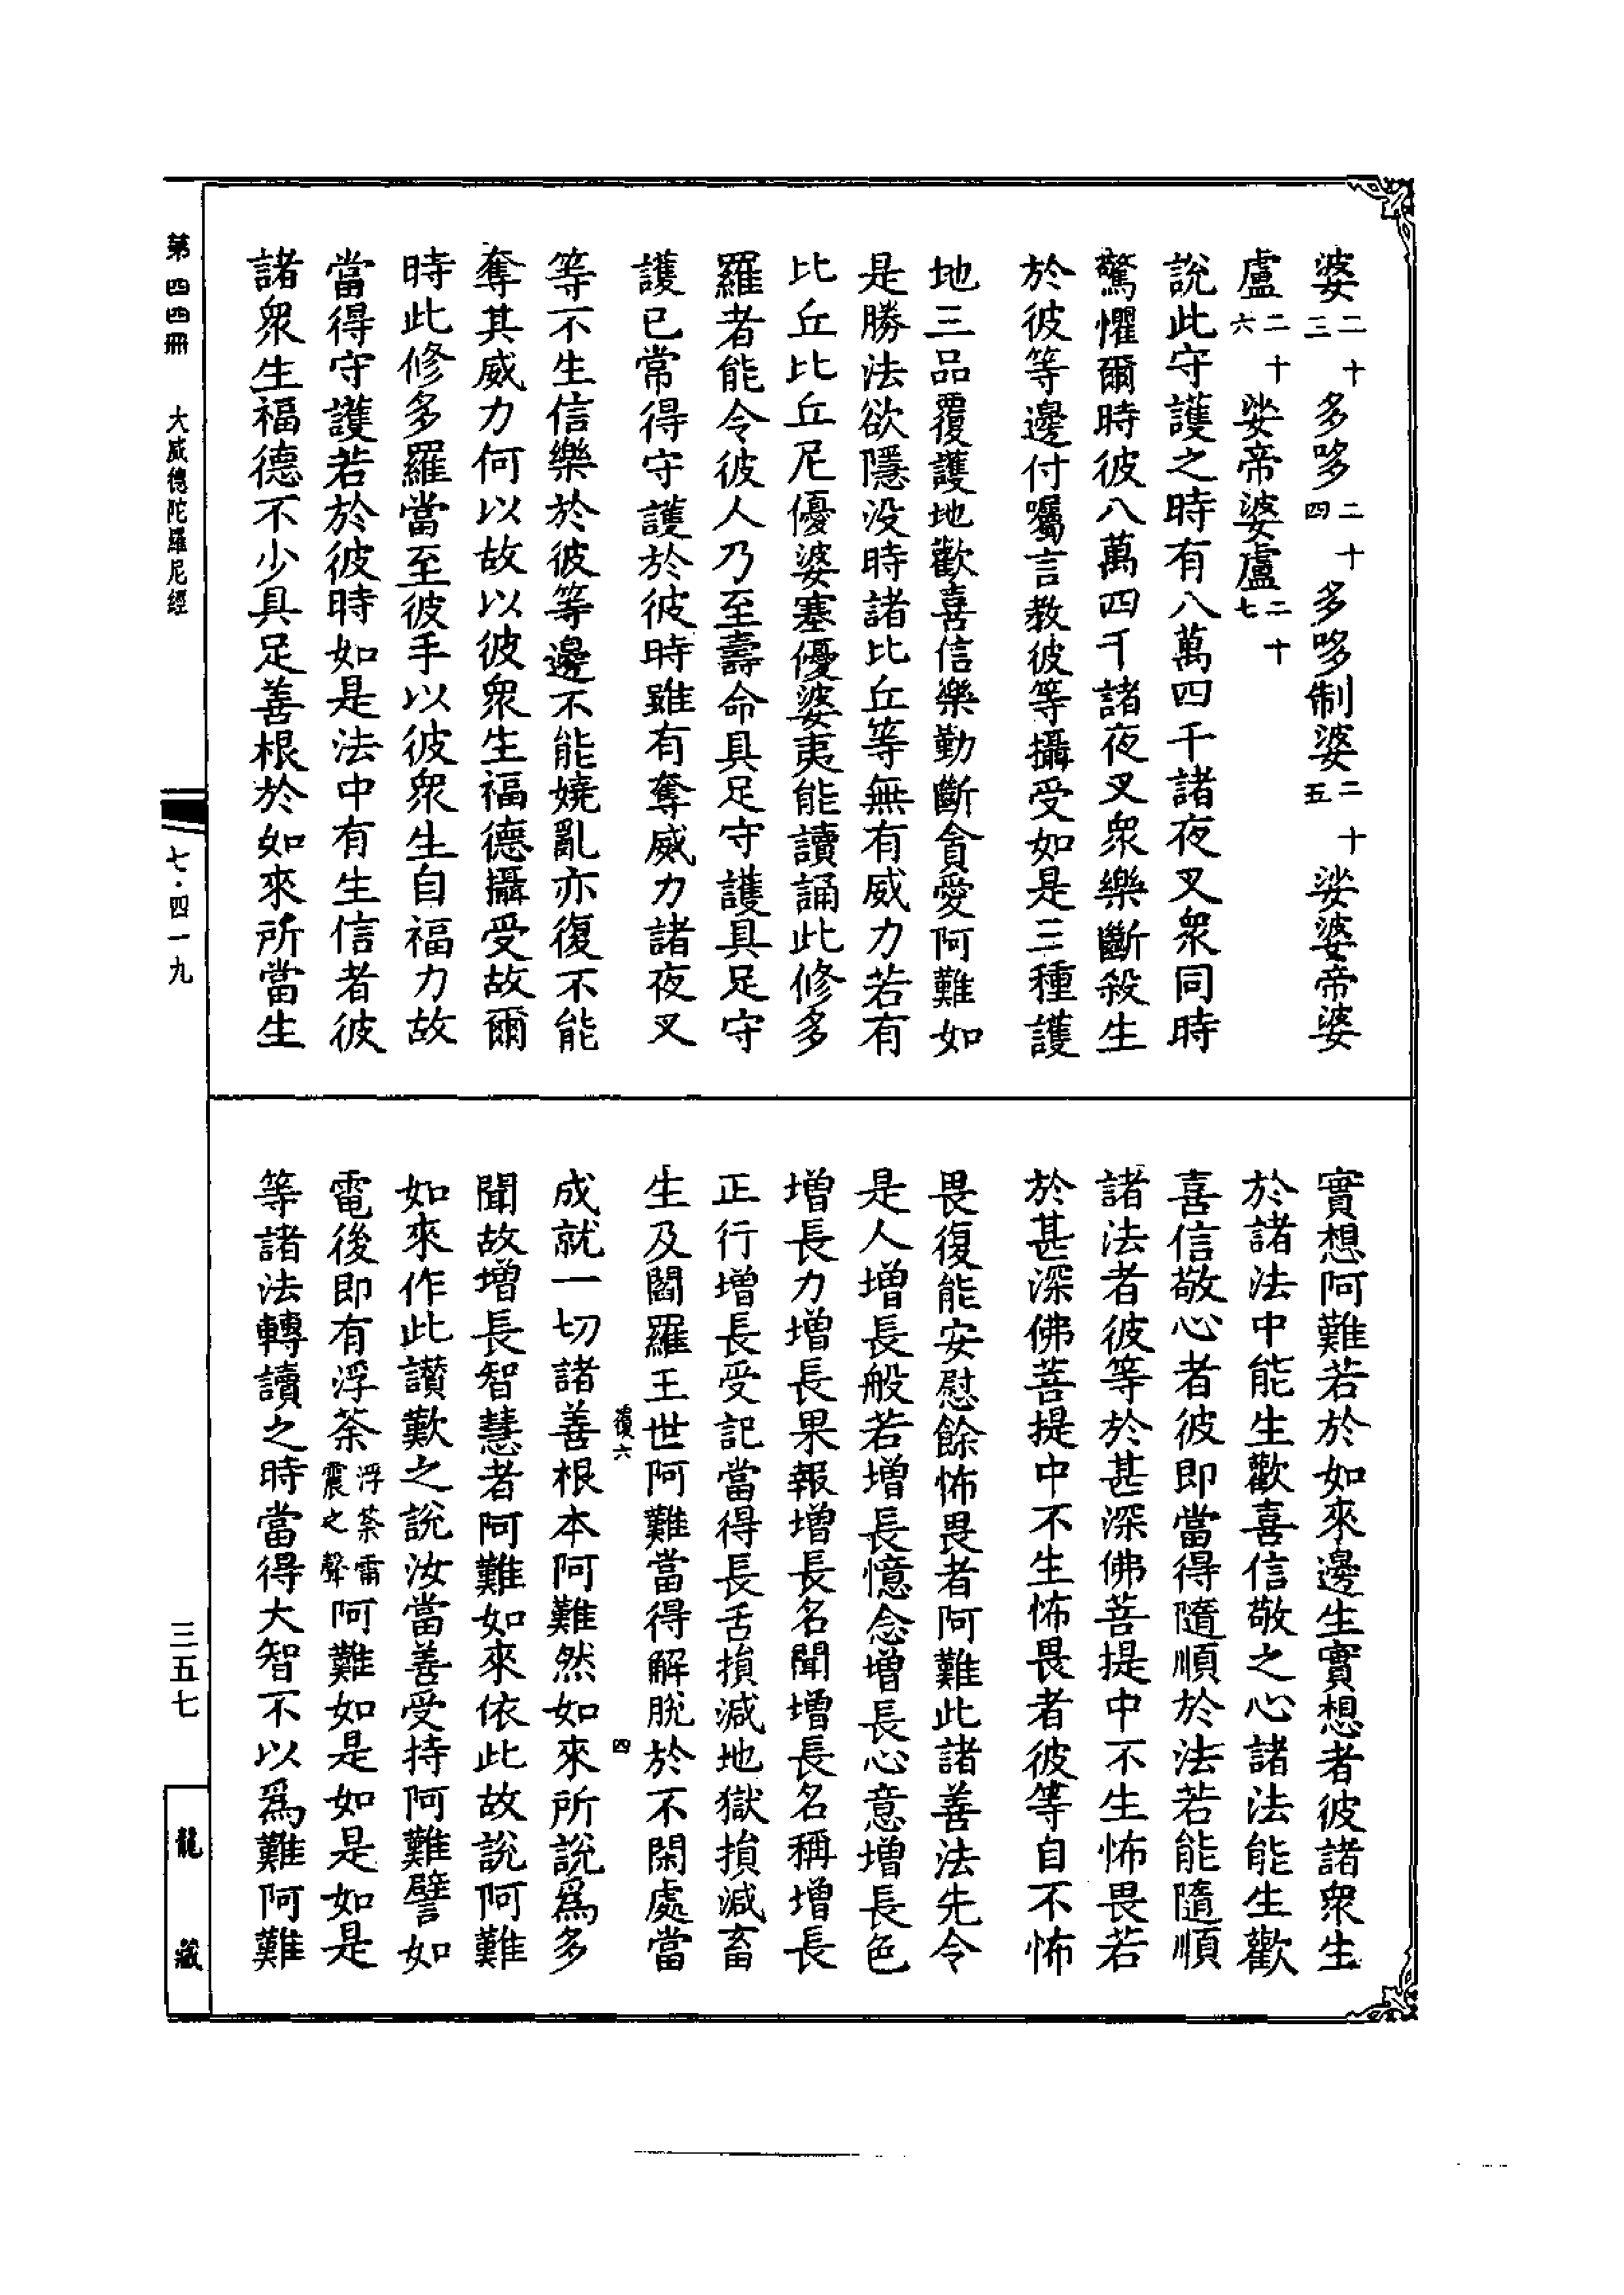 婆二十三多哆二十四多哆制婆二十五娑婆帝婆
盧二十六娑帝婆盧二十七
說此守護之時有八萬四千諸夜叉衆同時
驚懼爾時彼八萬四千諸夜叉衆樂斷殺生
於彼等邊付囑言教彼等攝受如是三種護
地三品覆護地歡喜信樂勤斷貪愛阿難如
是勝法欲隱没時諸比丘等無有威力若有
比丘比丘尼優婆塞優婆夷能讀誦此修多
羅者能令彼人乃至壽命具足守護具足守
護已常得守護於彼時雖有奪威力諸夜叉
等不生信樂於彼等邊不能嬈亂亦復不能
奪其威力何以故以彼衆生福德攝受故爾
時此修多羅當至彼手以彼衆生自福力故
當得守護若於彼時如是法中有生信者彼
諸衆生福德不少具足善根於如來所當生
實想阿難若於如來邊生實想者彼諸衆生
於諸法中能生歡喜信敬之心諸法能生歡
喜信敬心者彼即當得隨順於法若能隨順
諸法者彼等於甚深佛菩提中不生怖畏若
於甚深佛菩提中不生怖畏者彼等自不怖
畏復能安慰餘怖畏者阿難此諸善法先令
是人增長般若增長憶念增長心意增長色
增長力增長果報增長名聞增長名稱增長
正行增長受記當得長舌損減地獄損減畜
生及閻羅王世阿難當得解脫於不閑處當
復六
四
成就一切諸善根本阿難然如來所說爲多
聞故增長智慧者阿難如來依此故說阿難
如來作此讃歎之說汝當善受持阿難譬如
電後即有浮荼浮荼雷震之聲阿難如是如是如是
等諸法轉讀之時當得大智不以爲難阿難
第四四冊
大威德陀羅尼經
七·四一九
三五七
龍藏